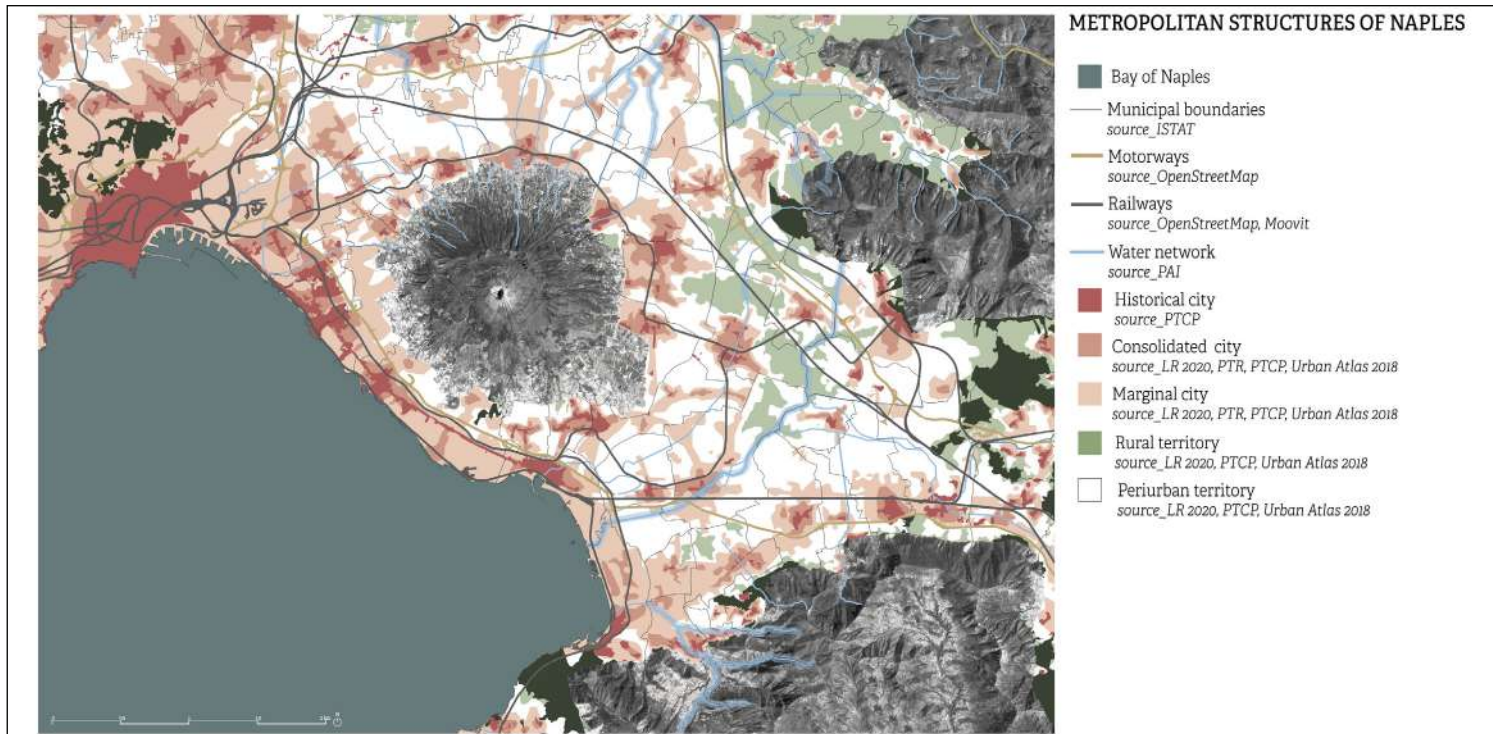 METROPOLITAN STRUCTURES OF NAPLES
Bay of Naples
Municipal boundaries
source_ISTAT
Motorways
source_OpenStreetMap
Railways
source_OpenStreetMap, Moovit
Water network
source_PAI
Historical city
source_PTCP
Consolidated city
source_LR 2020, PTR, PTCP, Urban Atlas 2018
Marginal city
source_LR 2020, PTR, PTCP, Urban Atlas 2018
Rural territory
source_LR 2020, PTCP, Urban Atlas 2018
Periurban territory
source_LR 2020, PTCP, Urban Atlas 2018